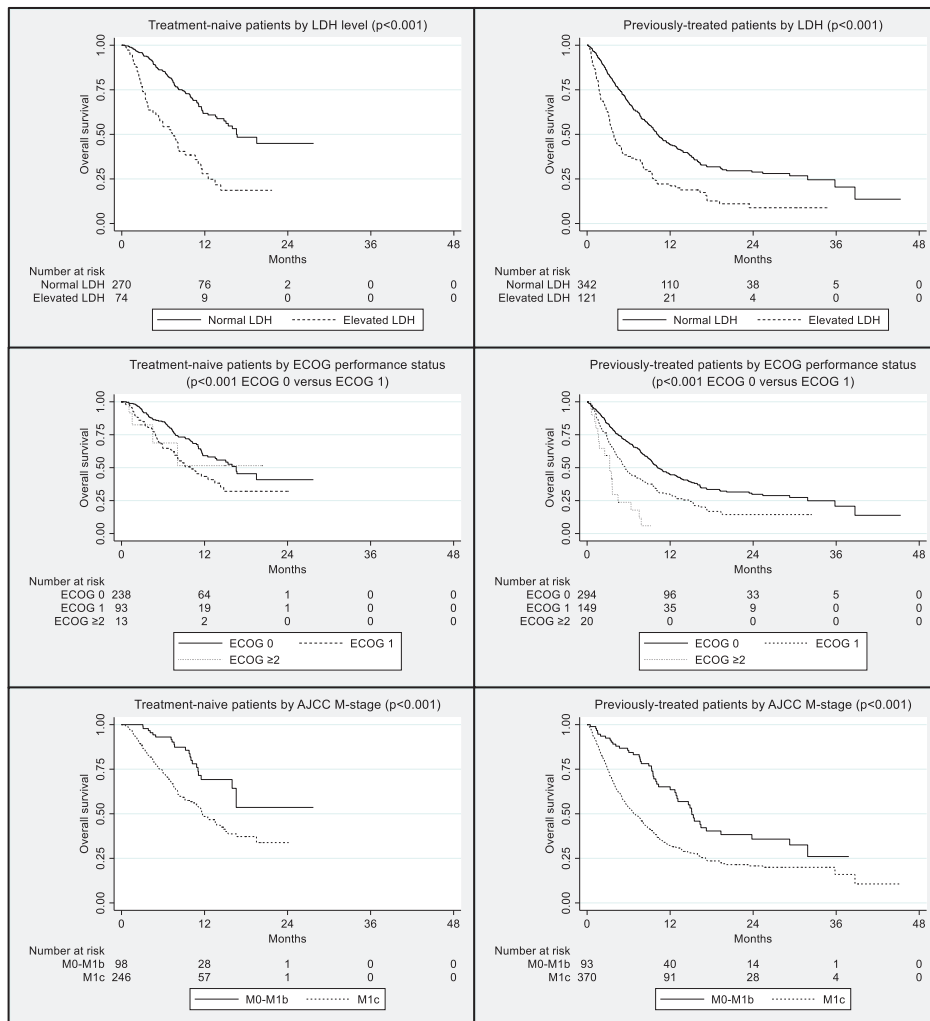 Treatment-naive patients by LDH level (p<0.001)
Overall survival
0.00 0.25 0.50 0.75 1.00
0 12 24 36 48
Months
Number at risk
Normal LDH 270 76 2 0 0
Elevated LDH 74 9 0 0 0
Normal LDH Elevated LDH
Previously-treated patients by LDH (p<0.001)
Overall survival
0.00 0.25 0.50 0.75 1.00
0 12 24 36 48
Months
Number at risk
Normal LDH 342 110 38 5 0
Elevated LDH 121 21 4 0 0
Normal LDH Elevated LDH
Treatment-naive patients by ECOG performance status
(p<0.001 ECOG 0 versus ECOG 1)
Overall survival
0.00 0.25 0.50 0.75 1.00
0 12 24 36 48
Months
Number at risk
ECOG 0 238 64 1 0 0
ECOG 1 93 19 1 0 0
ECOG ≥2 13 2 0 0 0
ECOG 0 ECOG 1
ECOG ≥2
Previously-treated patients by ECOG performance status
(p<0.001 ECOG 0 versus ECOG 1)
Overall survival
0.00 0.25 0.50 0.75 1.00
0 12 24 36 48
Months
Number at risk
ECOG 0 294 96 33 5 0
ECOG 1 149 35 9 0 0
ECOG ≥2 20 0 0 0 0
ECOG 0 ECOG 1
ECOG ≥2
Treatment-naive patients by AJCC M-stage (p<0.001)
Overall survival
0.00 0.25 0.50 0.75 1.00
0 12 24 36 48
Months
Number at risk
M0-M1b 98 28 1 0 0
M1c 246 57 1 0 0
M0-M1b M1c
Previously-treated patients by AJCC M-stage (p<0.001)
Overall survival
0.00 0.25 0.50 0.75 1.00
0 12 24 36 48
Months
Number at risk
M0-M1b 93 40 14 1 0
M1c 370 91 28 4 0
M0-M1b M1c